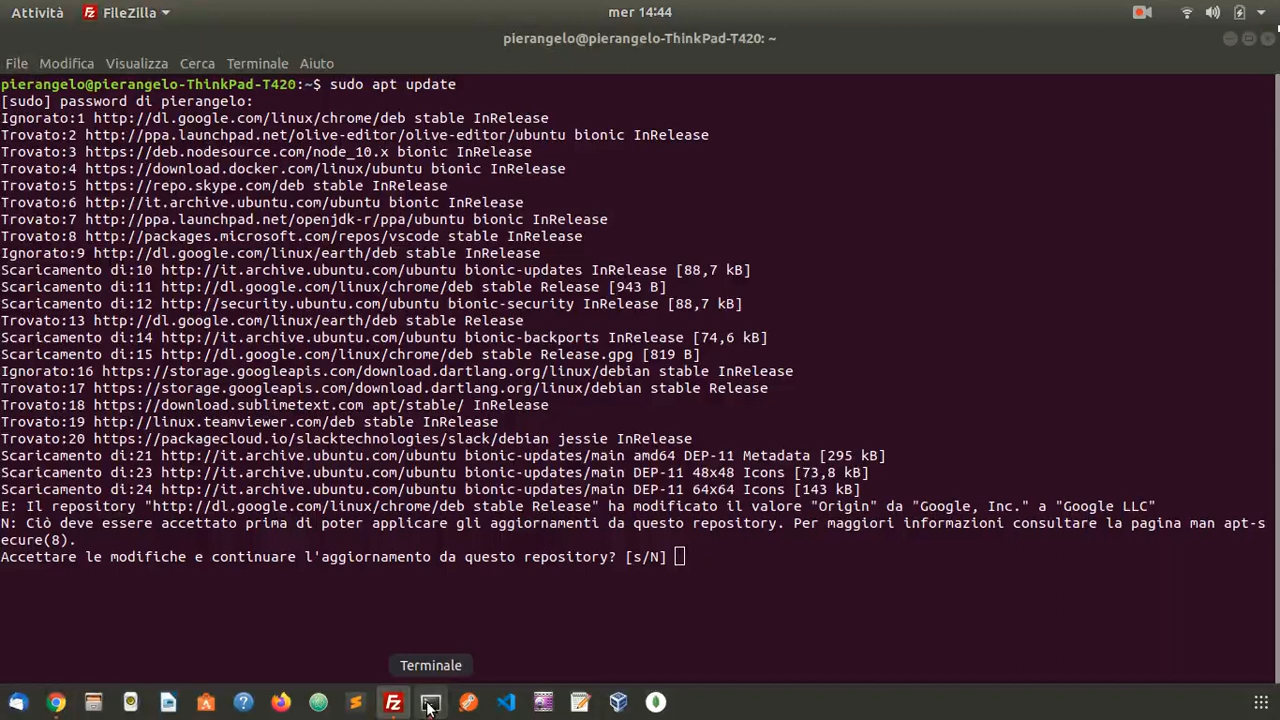 Attività FileZilla mer 14:44
pierangelo@pierangelo-ThinkPad-T420: ~
File Modifica Visualizza Cerca Terminale Aiuto
pierangelo@pierangelo-ThinkPad-T420:~$ sudo apt update
[sudo] password di pierangelo:
Ignorato:1 http://dl.google.com/linux/chrome/deb stable InRelease
Trovato:2 http://ppa.launchpad.net/olive-editor/olive-editor/ubuntu bionic InRelease
Trovato:3 https://deb.nodesource.com/node_10.x bionic InRelease
Trovato:4 https://download.docker.com/linux/ubuntu bionic InRelease
Trovato:5 https://repo.skype.com/deb stable InRelease
Trovato:6 http://it.archive.ubuntu.com/ubuntu bionic InRelease
Trovato:7 http://ppa.launchpad.net/openjdk-r/ppa/ubuntu bionic InRelease
Trovato:8 http://packages.microsoft.com/repos/vscode stable InRelease
Ignorato:9 http://dl.google.com/linux/earth/deb stable InRelease
Scaricamento di:10 http://it.archive.ubuntu.com/ubuntu bionic-updates InRelease [88,7 kB]
Scaricamento di:11 http://dl.google.com/linux/chrome/deb stable Release [943 B]
Scaricamento di:12 http://security.ubuntu.com/ubuntu bionic-security InRelease [88,7 kB]
Trovato:13 http://dl.google.com/linux/earth/deb stable Release
Scaricamento di:14 http://it.archive.ubuntu.com/ubuntu bionic-backports InRelease [74,6 kB]
Scaricamento di:15 http://dl.google.com/linux/chrome/deb stable Release.gpg [819 B]
Ignorato:16 https://storage.googleapis.com/download.dartlang.org/linux/debian stable InRelease
Trovato:17 https://storage.googleapis.com/download.dartlang.org/linux/debian stable Release
Trovato:18 https://download.sublimetext.com apt/stable/ InRelease
Trovato:19 http://linux.teamviewer.com/deb stable InRelease
Trovato:20 https://packagecloud.io/slacktechnologies/slack/debian jessie InRelease
Scaricamento di:21 http://it.archive.ubuntu.com/ubuntu bionic-updates/main amd64 DEP-11 Metadata [295 kB]
Scaricamento di:23 http://it.archive.ubuntu.com/ubuntu bionic-updates/main DEP-11 48x48 Icons [73,8 kB]
Scaricamento di:24 http://it.archive.ubuntu.com/ubuntu bionic-updates/main DEP-11 64x64 Icons [143 kB]
E: Il repository "http://dl.google.com/linux/chrome/deb stable Release" ha modificato il valore "Origin" da "Google, Inc." a "Google LLC"
N: Ciò deve essere accettato prima di poter applicare gli aggiornamenti da questo repository. Per maggiori informazioni consultare la pagina man apt-s
ecure(8).
Accettare le modifiche e continuare l'aggiornamento da questo repository? [s/N]
Terminale